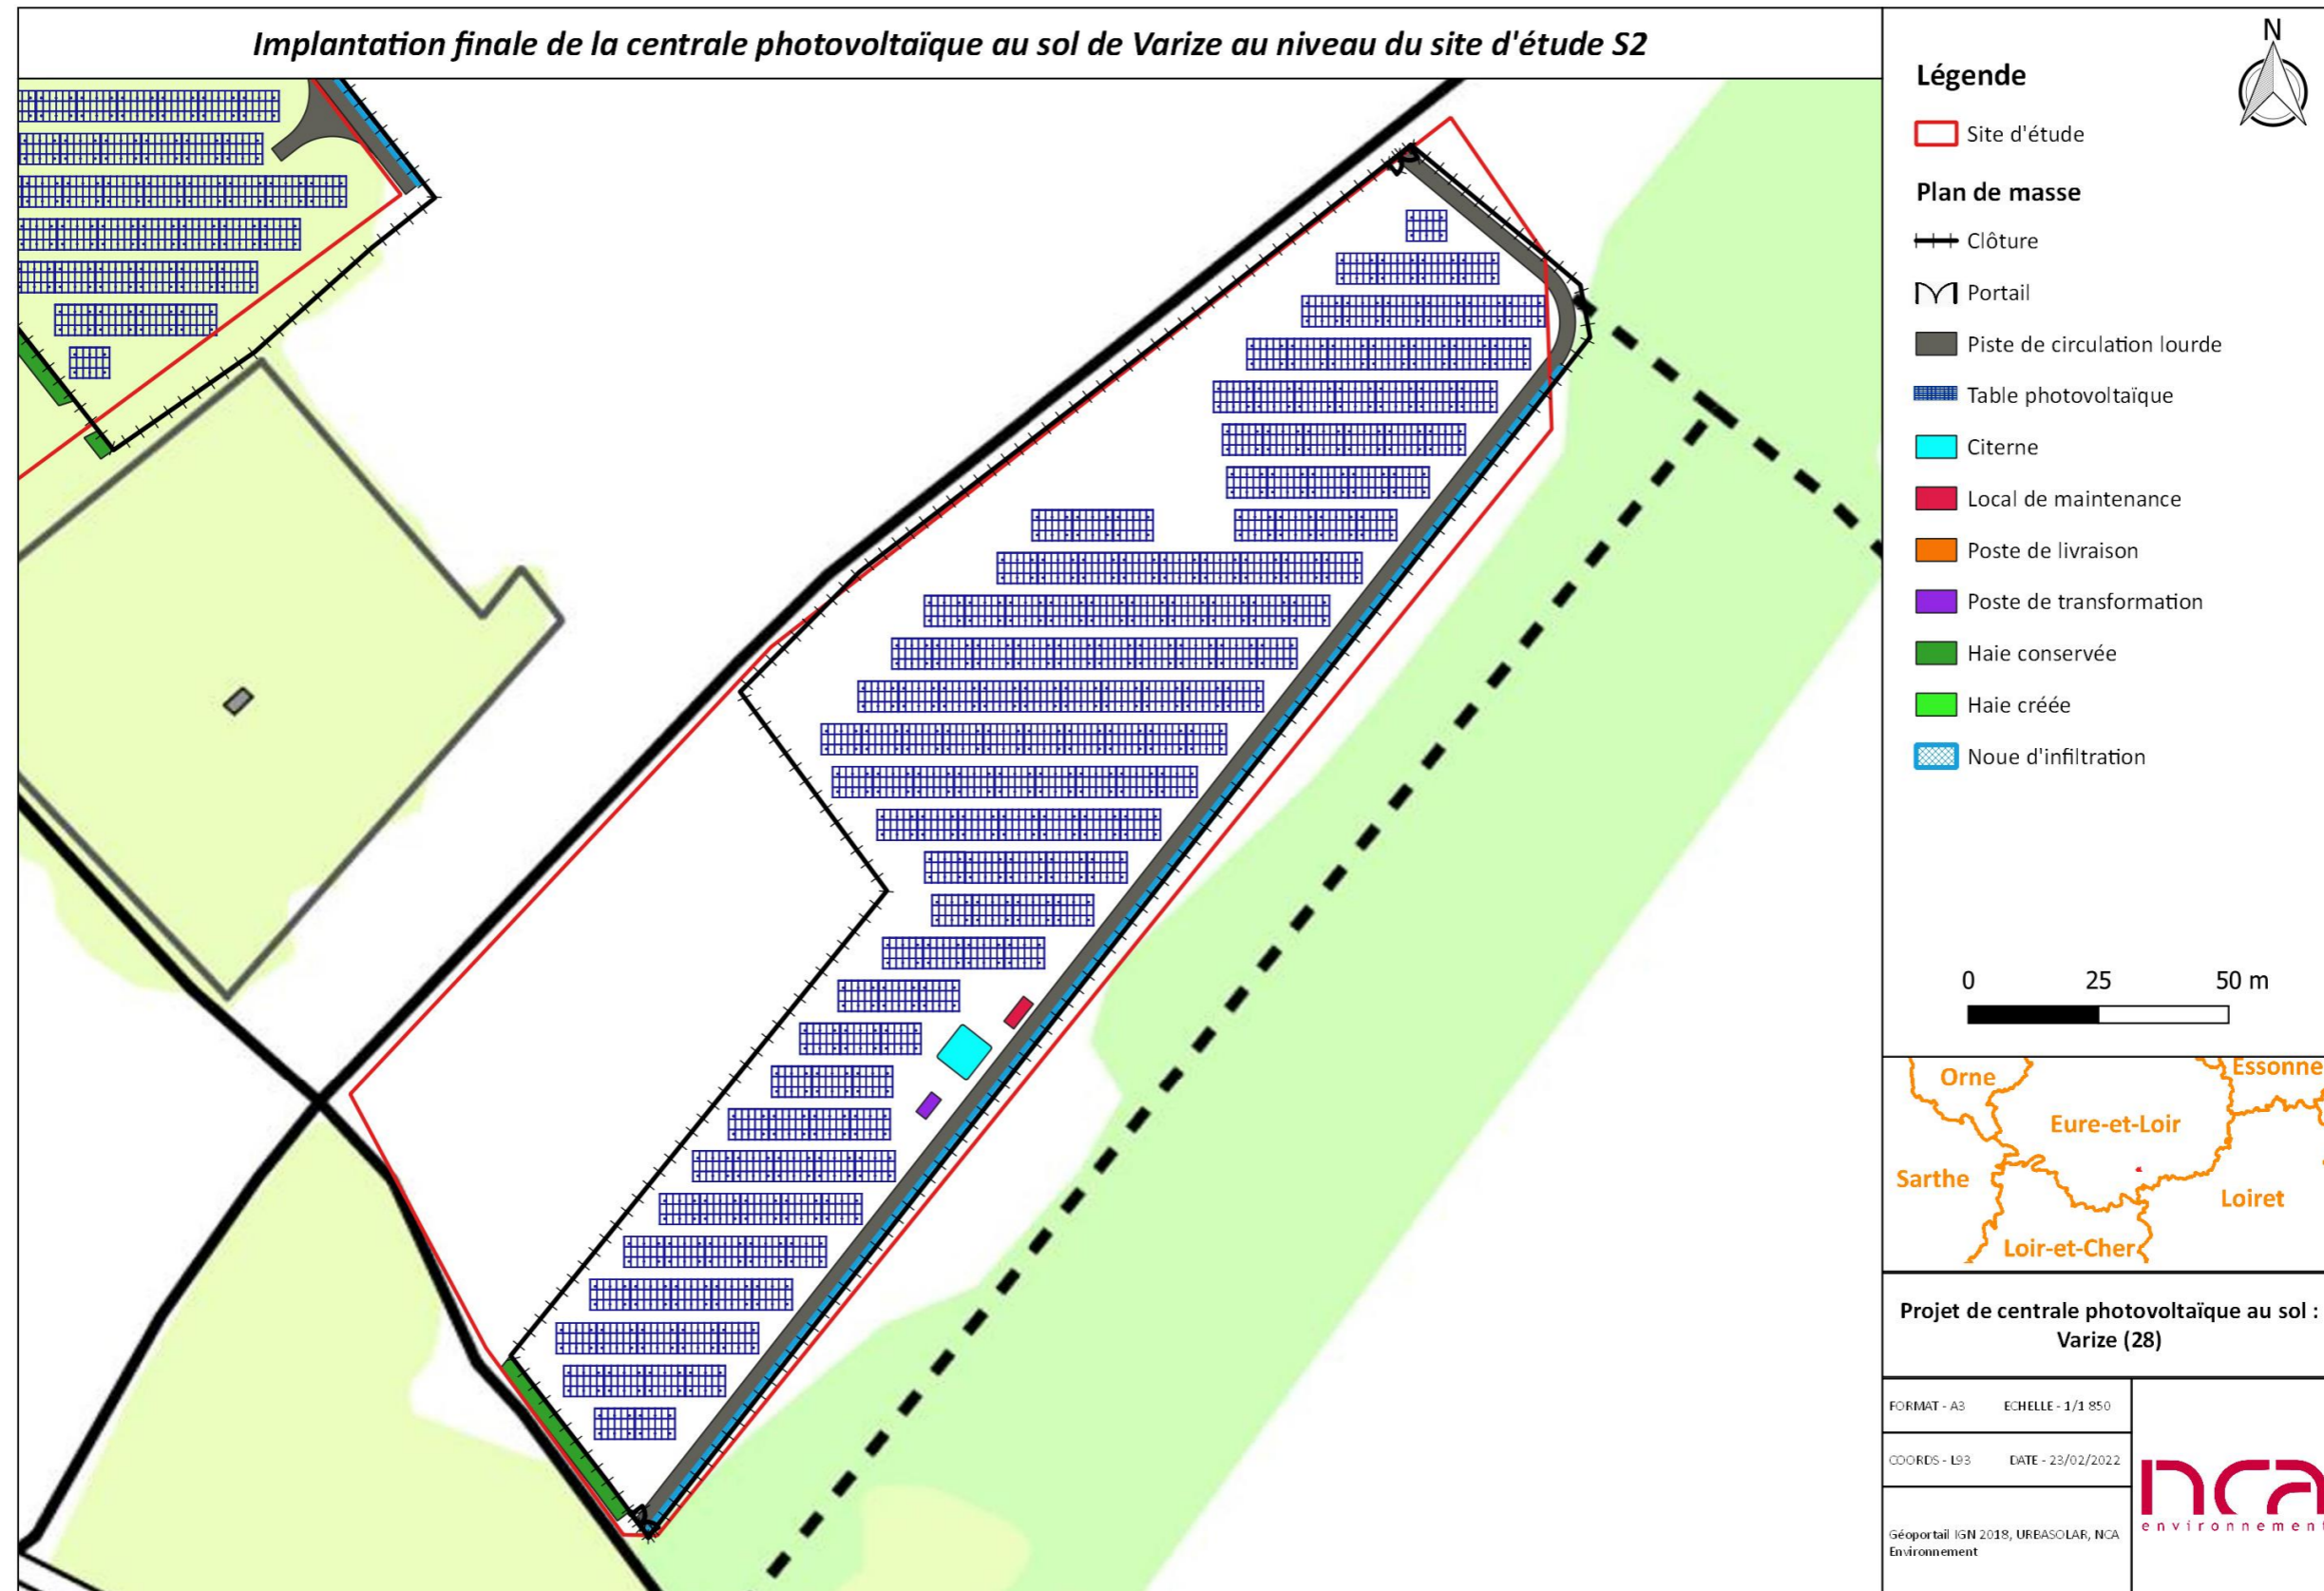 Implantation finale de la centrale photovoltaïque au sol de Varize au niveau du site d'étude S2
N
Légende
Site d'étude
Plan de masse
Clôture
Portail
Piste de circulation lourde
Table photovoltaïque
Citerne
Local de maintenance
Poste de livraison
Poste de transformation
Haie conservée
Haie créée
Noue d'infiltration
0 25 50 m
Orne
Essonne
Eure-et-Loir
Sarthe
Loiret
Loir-et-Cher
Projet de centrale photovoltaïque au sol :
Varize (28)
FORMAT - A3 ECHELLE - 1/1 850
COORDS - L93 DATE - 23/02/2022
Géoportail IGN 2018, URBASOLAR, NCA
Environnement
nca
environnement